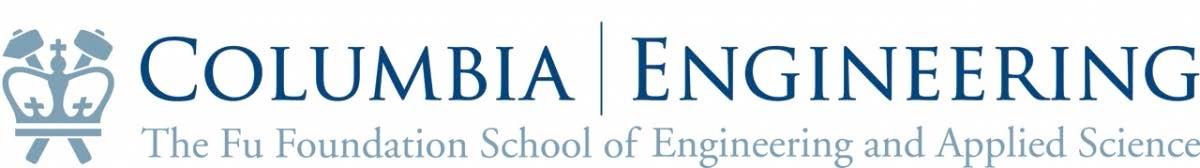 COLUMBIA | ENGINEERING
The Fu Foundation School of Engineering and Applied Science